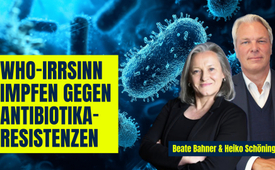 WHO-IRRSINN
IMPFEN GEGEN
ANTIBIOTIKA-
RESISTENZEN
Beate Bahner & Heiko Schöning